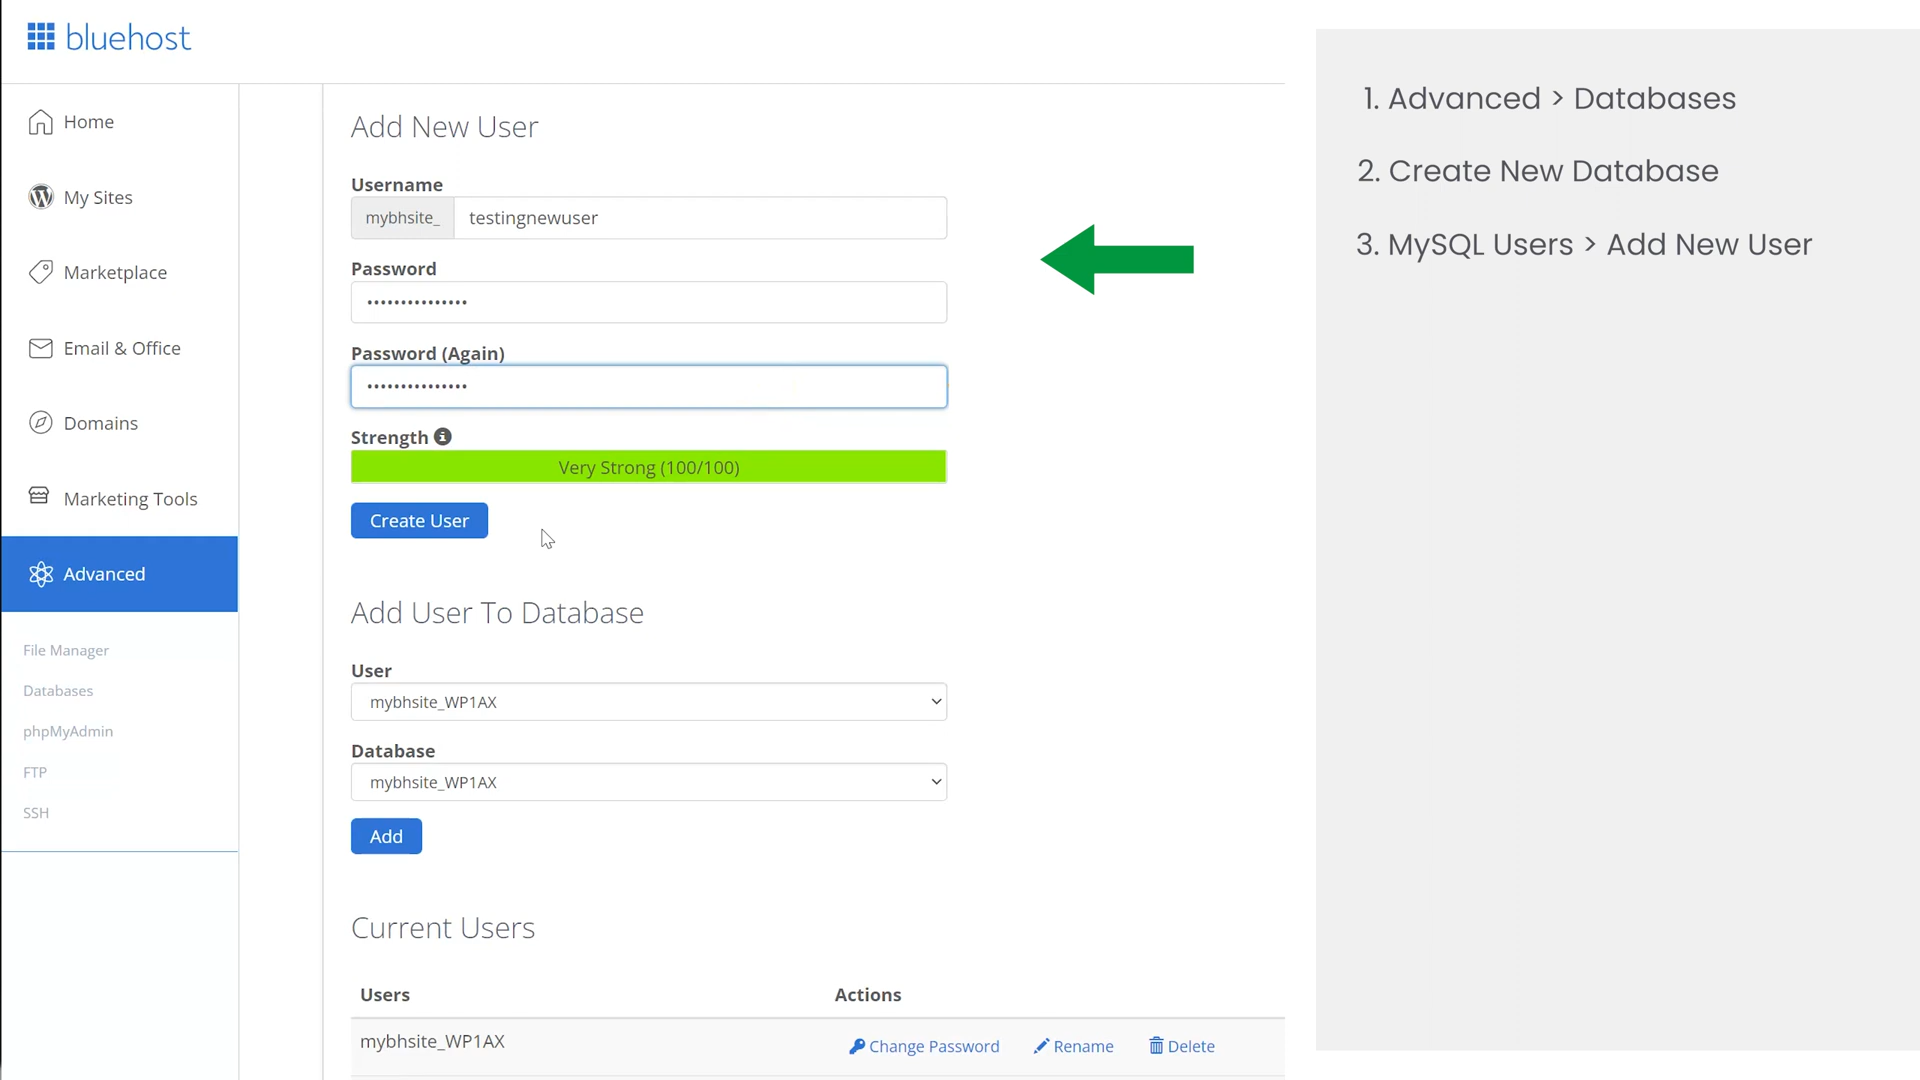 bluehost
Home
My Sites
Marketplace
Email & Office
Domains
Marketing Tools
Advanced
File Manager
Databases
phpMyAdmin
FTP
SSH
Add New User
Username
mybhsite_ testingnewuser
Password
•••••••••••••••
Password (Again)
•••••••••••••••
Strength
Very Strong (100/100)
Create User
Add User To Database
User
mybhsite_WP1AX
Database
mybhsite_WP1AX
Add
Current Users
Users Actions
mybhsite_WP1AX Change Password Rename Delete
1. Advanced > Databases
2. Create New Database
3. MySQL Users > Add New User